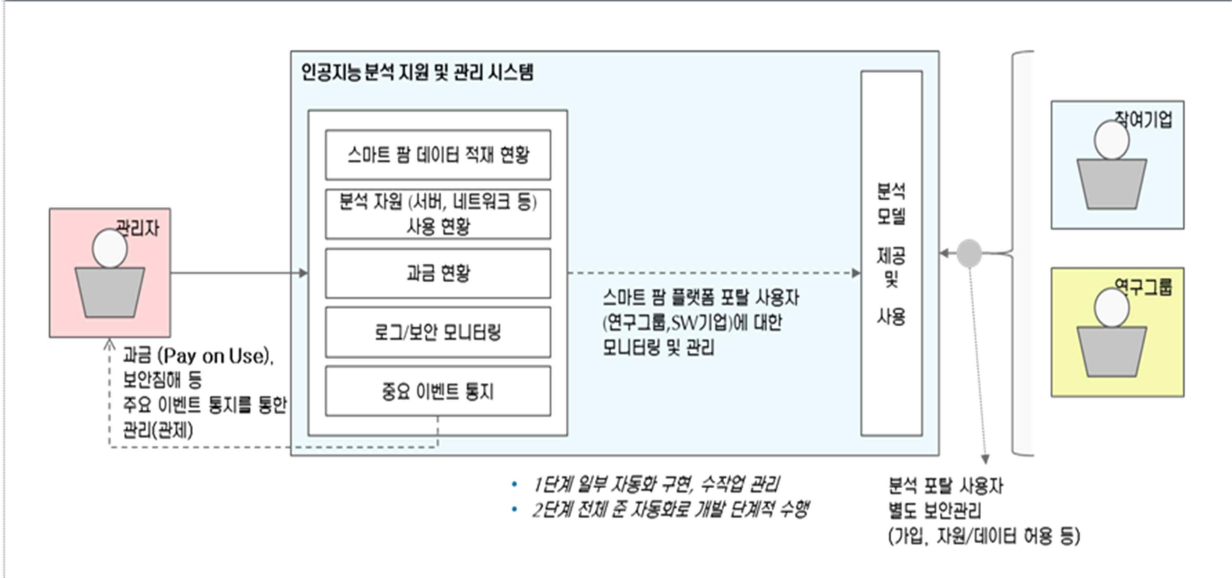 인공지능 분석 지원 및 관리 시스템
관리자
스마트 팜 데이터 적재 현황
분석 자원 (서버, 네트워크 등)
사용 현황
과금 현황
로그/보안 모니터링
중요 이벤트 통지
과금 (Pay on Use),
보안침해 등
주요 이벤트 통지를 통한
관리(관제)
스마트 팜 플랫폼 포탈 사용자
(연구그룹,SW기업)에 대한
모니터링 및 관리
분석
모델
제공
및
사용
참여기업
연구그룹
• 1단계 일부 자동화 구현, 수작업 관리
• 2단계 전체 준 자동화로 개발 단계적 수행
분석 포탈 사용자
별도 보안관리
(가입, 자원/데이터 허용 등)